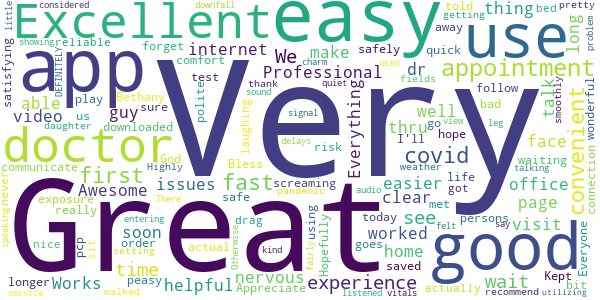 considered
little
downfall
pretty
told
getting
bed
Excellent
easy
use
thing
showing
reliable
DEFINITELY
forget
internet
We
make
safely
away
quick
problem
long
satisfying
comfort
Professional
charm
used
appointment
app
Very
test
thank
sound
quiet
dr
fields
smoothly
able
play
Bethany
polite
Everything
signal
follow
bad
wonderful
video
us
sure
guy
laughing
well
talk
leg
doctor
daughter
downloaded
God
delays
thru
go
view
I'll
hope
face
convenient
communicate
Highly
Bless
risk
covid
weather
talking
waiting
connection
first
issues
fast
screaming
easier
life
got
office
never
Awesome
pandemic
audio
exposure
safe
clear
met
persons
page
speaking
really
entering
There
drag
using
today
see
felt
say
Everyone
Great
good
nice
pcp
sit
soon
order
actual
nervous
Hopefully
Otherwise
worked
home
visit
time
setting
peasy
kind
fairly
goes
saved
actually
Kept
bit
longer
Works
helpful
Appreciate
experience
wait
service
walked
listened
vitals
recommend
utilizing